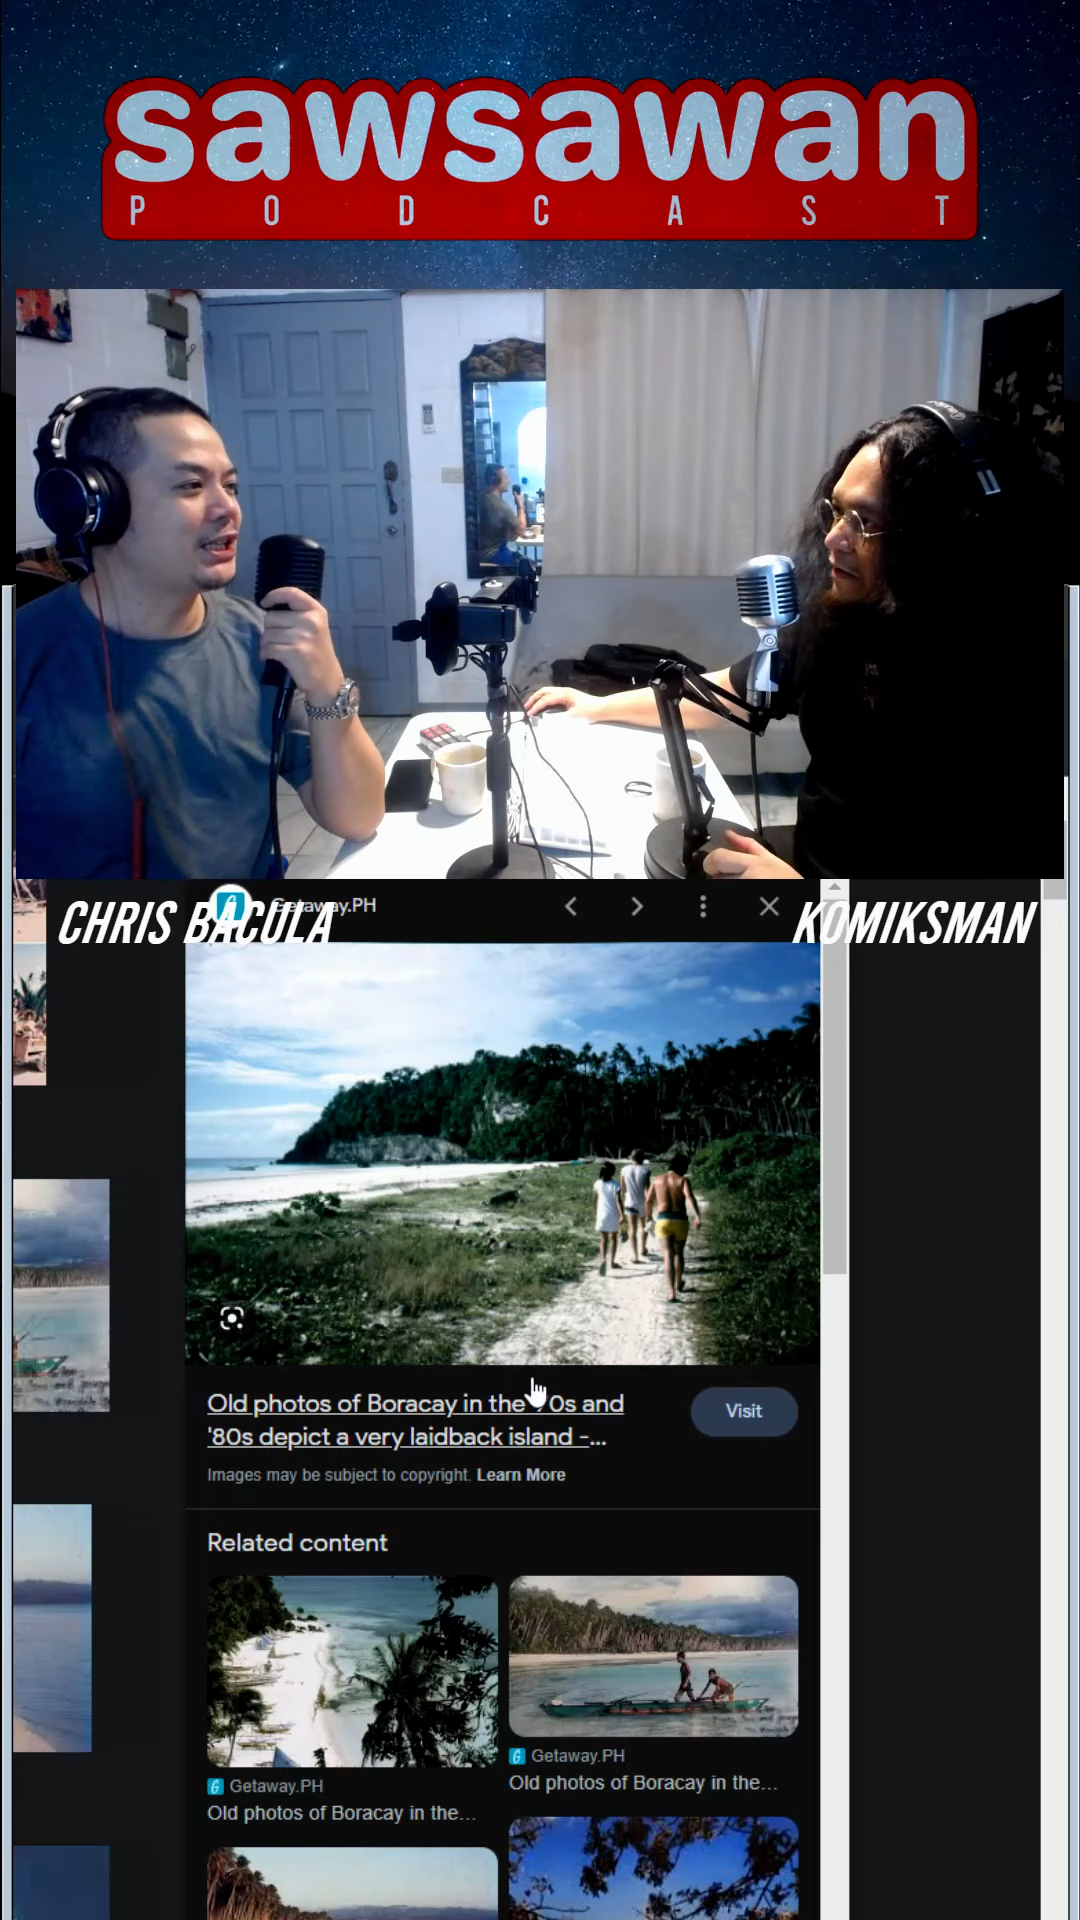 sawsawan
PODCAST
CHRIS BACULA
KOMIKSMAN
Getaway.PH
Old photos of Boracay in the '70s and
'80s depict a very laidback island -...
Visit
Images may be subject to copyright. Learn More
Related content
Getaway.PH
Old photos of Boracay in the...
Getaway.PH
Old photos of Boracay in the...